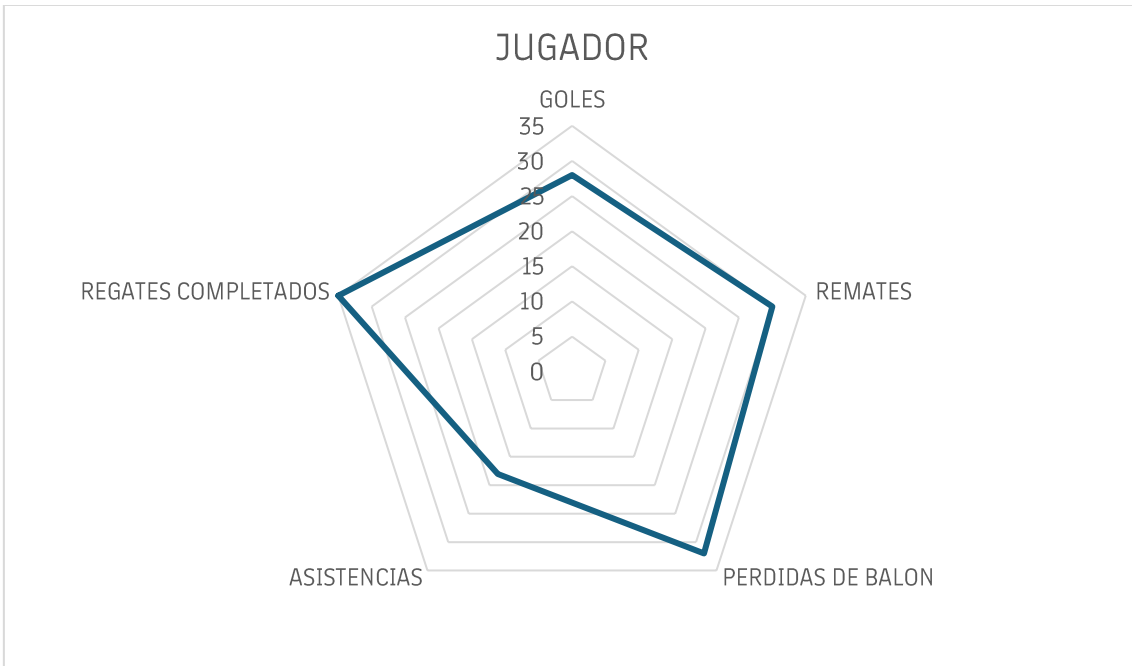 JUGADOR
GOLES
35
30
25
20
15
10
5
0
REMATES
PERDIDAS DE BALON
ASISTENCIAS
REGATES COMPLETADOS